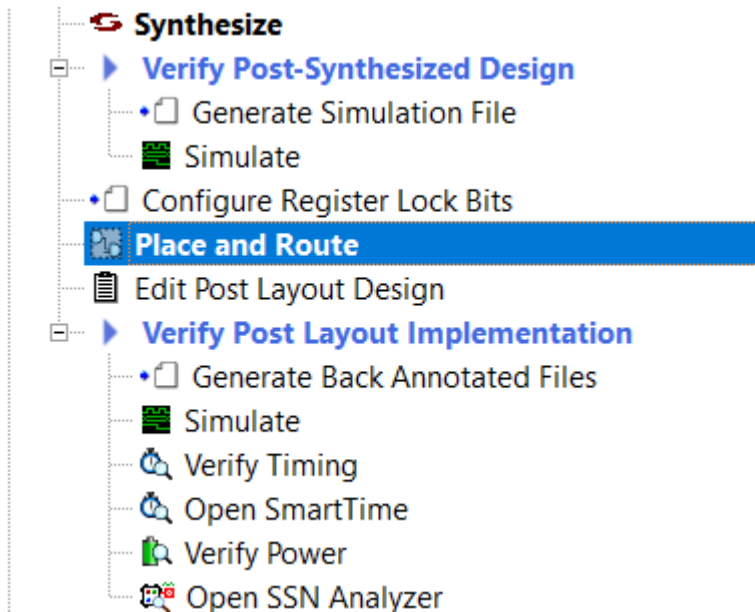 Synthesize
Verify Post-Synthesized Design
Generate Simulation File
Simulate
Configure Register Lock Bits
Place and Route
Edit Post Layout Design
Verify Post Layout Implementation
Generate Back Annotated Files
Simulate
Verify Timing
Open SmartTime
Verify Power
Open SSN Analyzer